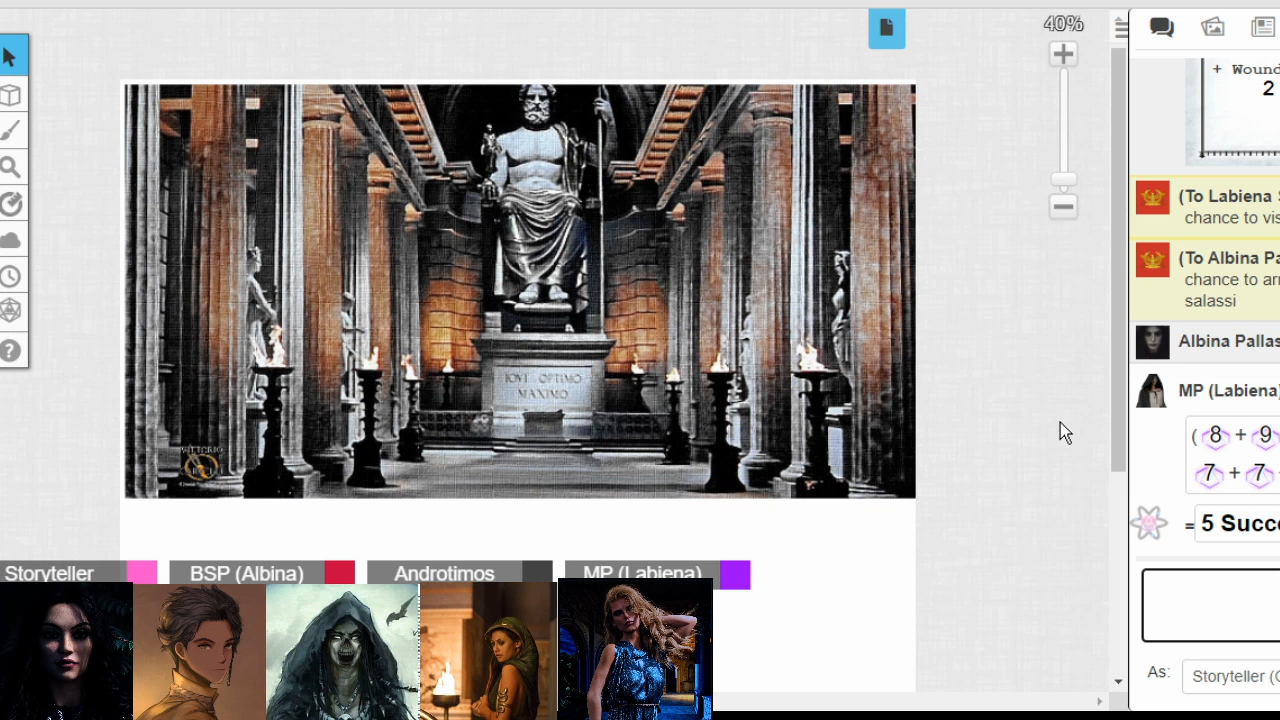 40%
+ Wound
2
IOVI OPTIMO
MAXIMO
VITTORIO
(To Labiena
chance to vis
(To Albina Pa
chance to ar
salassi
Albina Pallas
MP (Labiena)
( 8 + 9
7 + 7
= 5 Succ
Storyteller
BSP (Albina)
Androtimos
MP (Labiena)
As:
Storyteller (